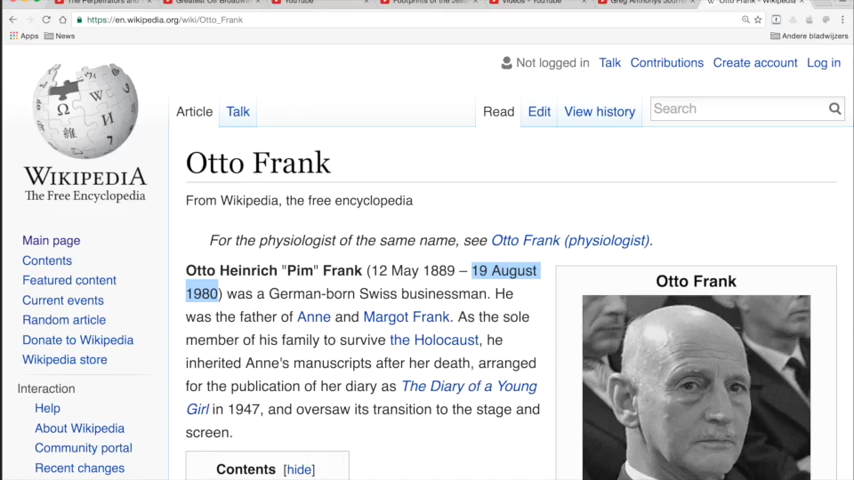 YouTube
https://en.wikipedia.org/wiki/Otto_Frank
Apps News Andere bladwijzers
Not logged in Talk Contributions Create account Log in
Article Talk Read Edit View history Search
WIKIPEDIA
The Free Encyclopedia
Otto Frank
From Wikipedia, the free encyclopedia
For the physiologist of the same name, see Otto Frank (physiologist).
Main page
Contents
Featured content
Current events
Random article
Donate to Wikipedia
Wikipedia store
Interaction
Help
About Wikipedia
Community portal
Recent changes
Otto Heinrich "Pim" Frank (12 May 1889 – 19 August
1980) was a German-born Swiss businessman. He
was the father of Anne and Margot Frank. As the sole
member of his family to survive the Holocaust, he
inherited Anne's manuscripts after her death, arranged
for the publication of her diary as The Diary of a Young
Girl in 1947, and oversaw its transition to the stage and
screen.
Contents [hide]
Otto Frank